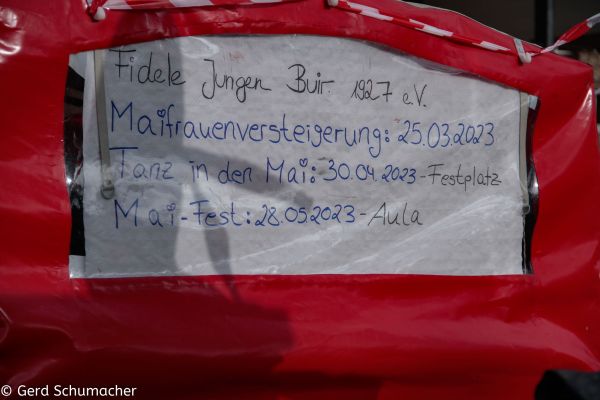 Fidele Jungen Buir. 1927 e.V.
Maifrauenversteigerung: 25.03.2023
Tanz in den Mai: 30.04.2023-Festplatz
Mai-Fest: 28.05.2023-Aula
© Gerd Schumacher